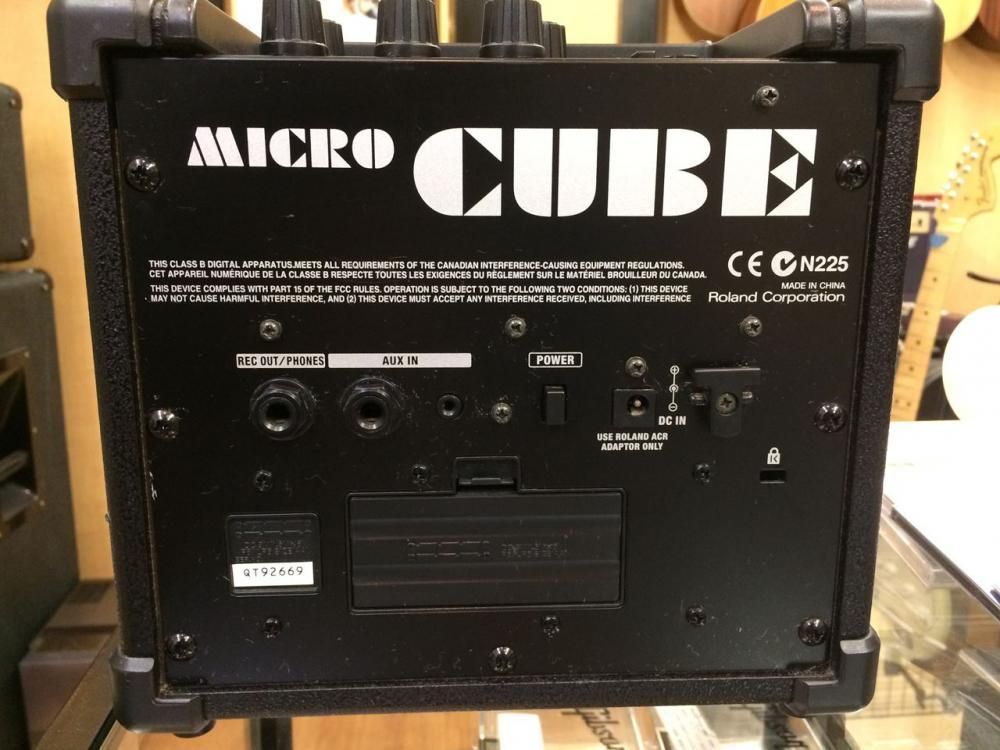 MICRO CUBE
THIS CLASS B DIGITAL APPARATUS.MEETS ALL REQUIREMENTS OF THE CANADIAN INTERFERENCE-CAUSING EQUIPMENT REGULATIONS.
CET APPAREIL NUMÉRIQUE DE LA CLASSE B RESPECTE TOUTES LES EXIGENCES DU RÈGLEMENT SUR LE MATÉRIEL BROUILLEUR DU CANADA.
THIS DEVICE COMPLIES WITH PART 15 OF THE FCC RULES. OPERATION IS SUBJECT TO THE FOLLOWING TWO CONDITIONS: (1) THIS DEVICE
MAY NOT CAUSE HARMFUL INTERFERENCE, AND (2) THIS DEVICE MUST ACCEPT ANY INTERFERENCE RECEIVED, INCLUDING INTERFERENCE
CE N225
MADE IN CHINA
Roland Corporation
REC OUT/PHONES AUX IN POWER
DC IN
USE ROLAND ACR
ADAPTOR ONLY
K
QT92669
Gibson